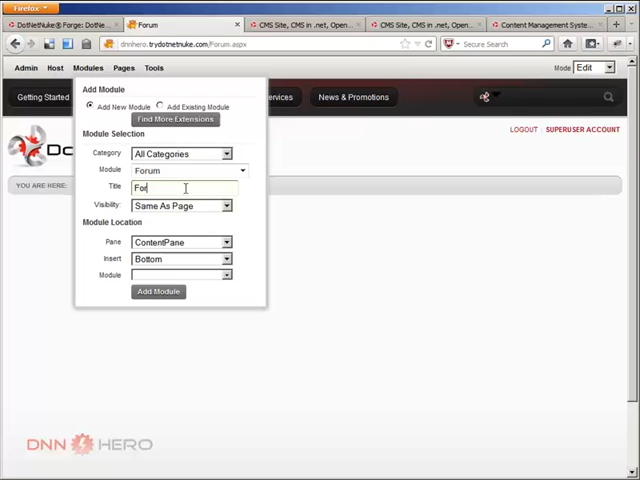 Firefox
DotNetNuke® Forge: DotNe...
Forum
CMS Site, CMS in .net, Open...
CMS Site, CMS in .net, Open...
Content Management System...
dnnhero.trydotnetnuke.com/Forum.aspx
Secure Search
Admin Host Modules Pages Tools
Mode Edit
Getting Started
ervices
News & Promotions
LOGOUT SUPERUSER ACCOUNT
YOU ARE HERE:
Add Module
Add New Module Add Existing Module
Find More Extensions
Module Selection
Category All Categories
Module Forum
Title For
Visibility: Same As Page
Module Location
Pane ContentPane
Insert Bottom
Module
Add Module
DNN HERO